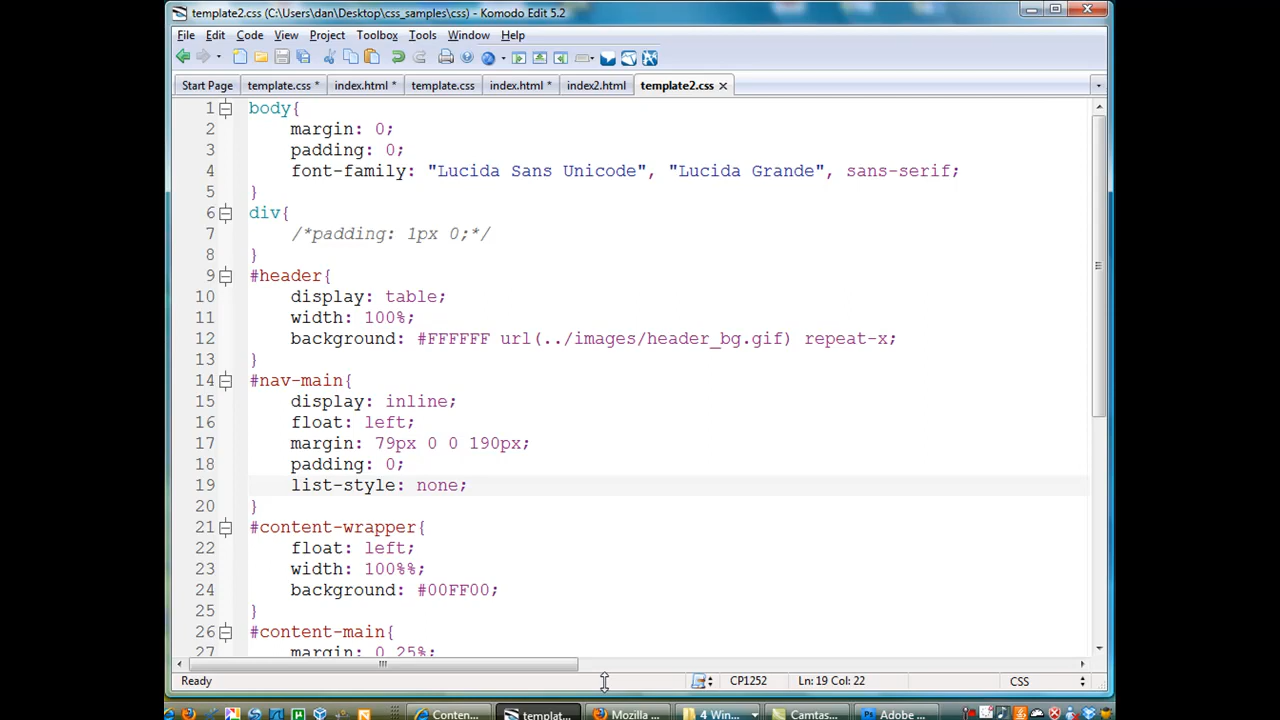 template2.css (C:\Users\dan\Desktop\css_samples\css) - Komodo Edit 5.2
File Edit Code View Project Toolbox Tools Window Help
Start Page template.css * index.html * template.css index.html * index2.html template2.css
1 body{
2 margin: 0;
3 padding: 0;
4 font-family: "Lucida Sans Unicode", "Lucida Grande", sans-serif;
5 }
6 div{
7 /*padding: 1px 0;*/
8 }
9 #header{
10 display: table;
11 width: 100%;
12 background: #FFFFFF url(../images/header_bg.gif) repeat-x;
13 }
14 #nav-main{
15 display: inline;
16 float: left;
17 margin: 79px 0 0 190px;
18 padding: 0;
19 list-style: none;
20 }
21 #content-wrapper{
22 float: left;
23 width: 100%%;
24 background: #00FF00;
25 }
26 #content-main{
27 margin: 0 25%;
Ready CP1252 Ln: 19 Col: 22 CSS
Conten... templat... Mozilla ... 4 Win... Camtas... Adobe ...